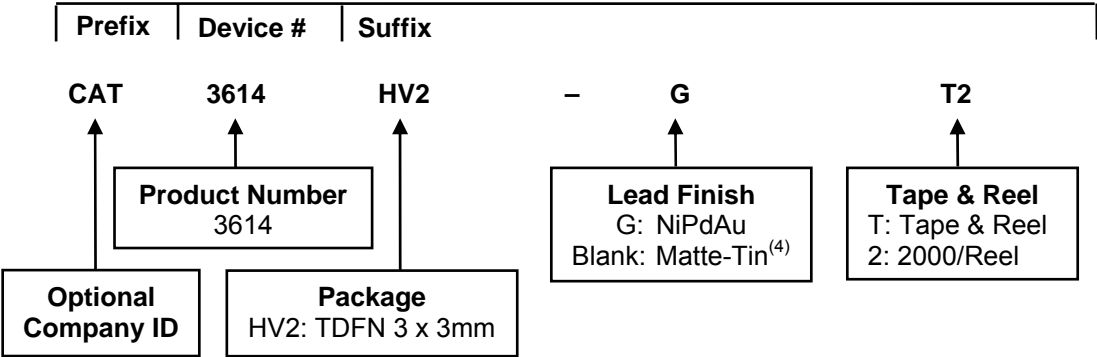 Prefix Device # Suffix
CAT 3614 HV2 – G T2
Product Number
3614
Lead Finish
G: NiPdAu
Blank: Matte-Tin(4)
Tape & Reel
T: Tape & Reel
2: 2000/Reel
Optional
Company ID
Package
HV2: TDFN 3 x 3mm